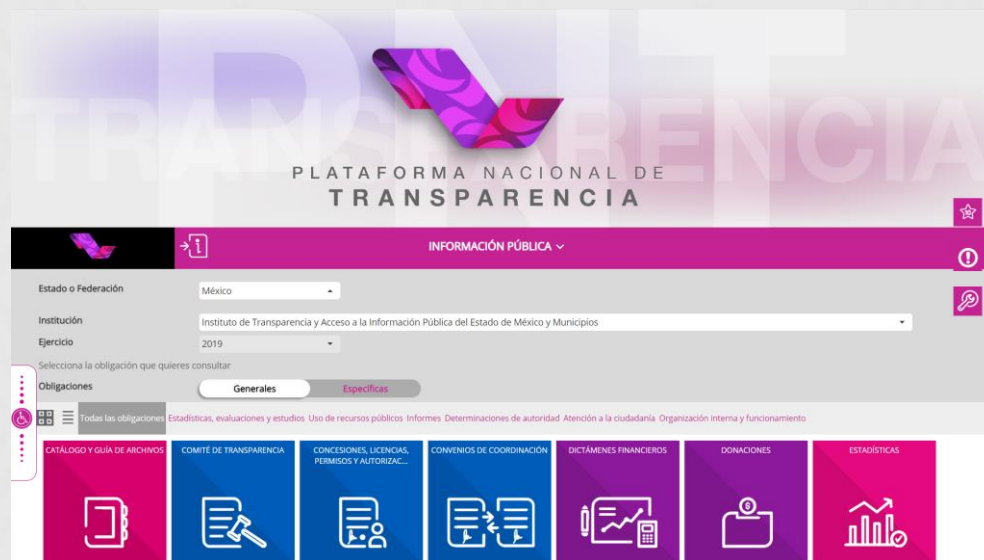 PNT
TRANSPARENCIA
PLATAFORMA NACIONAL DE
TRANSPARENCIA
INFORMACIÓN PÚBLICA
Estado o Federación México
Institución Instituto de Transparencia y Acceso a la Información Pública del Estado de México y Municipios
Ejercicio 2019
Selecciona la obligación que quieres consultar
Obligaciones Generales Específicas
Todas las obligaciones Estadísticas, evaluaciones y estudios Uso de recursos públicos Informes Determinaciones de autoridad Atención a la ciudadanía Organización interna y funcionamiento
CATÁLOGO Y GUÍA DE ARCHIVOS
COMITÉ DE TRANSPARENCIA
CONCESIONES, LICENCIAS,
PERMISOS Y AUTORIZAC...
CONVENIOS DE COORDINACIÓN
DICTÁMENES FINANCIEROS
DONACIONES
ESTADÍSTICAS